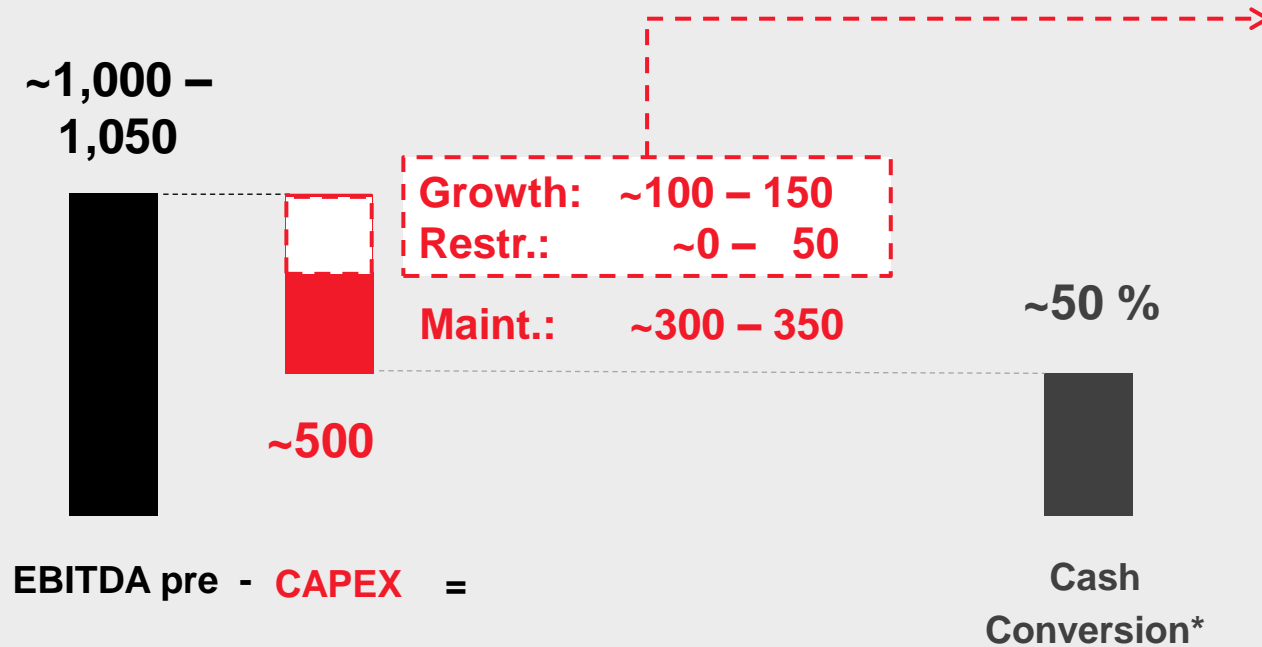 ~1,000 –
1,050
Growth: ~100 – 150
Restr.: ~0 – 50
Maint.: ~300 – 350
~50 %
~500
EBITDA pre - CAPEX =
Cash
Conversion*